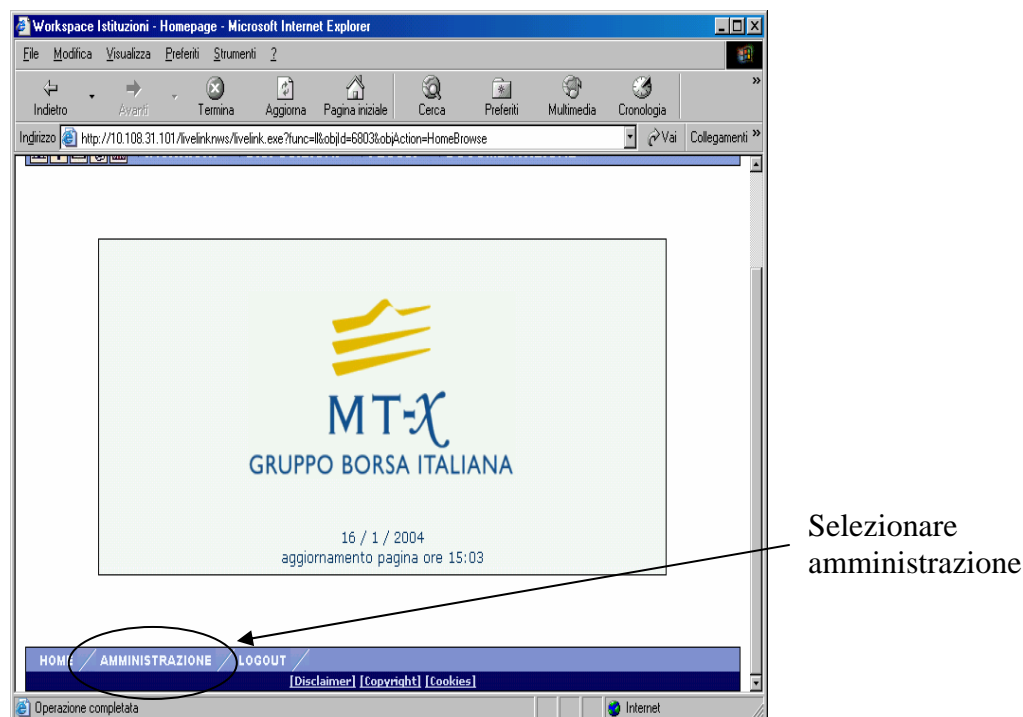 Workspace Istituzioni - Homepage - Microsoft Internet Explorer
File Modifica Visualizza Preferiti Strumenti ?
Indietro Avanti Termina Aggiorna Pagina iniziale Cerca Preferiti Multimedia Cronologia »
Indirizzo http://10.108.31.101/livelinknws/livelink.exe?func=ll&objId=6803&objAction=HomeBrowse Vai Collegamenti »
MT-X
GRUPPO BORSA ITALIANA
16 / 1 / 2004
aggiornamento pagina ore 15:03
Selezionare
amministrazione
HOME / AMMINISTRAZIONE / LOGOUT /
[Disclaimer] [Copyright] [Cookies]
Operazione completata Internet